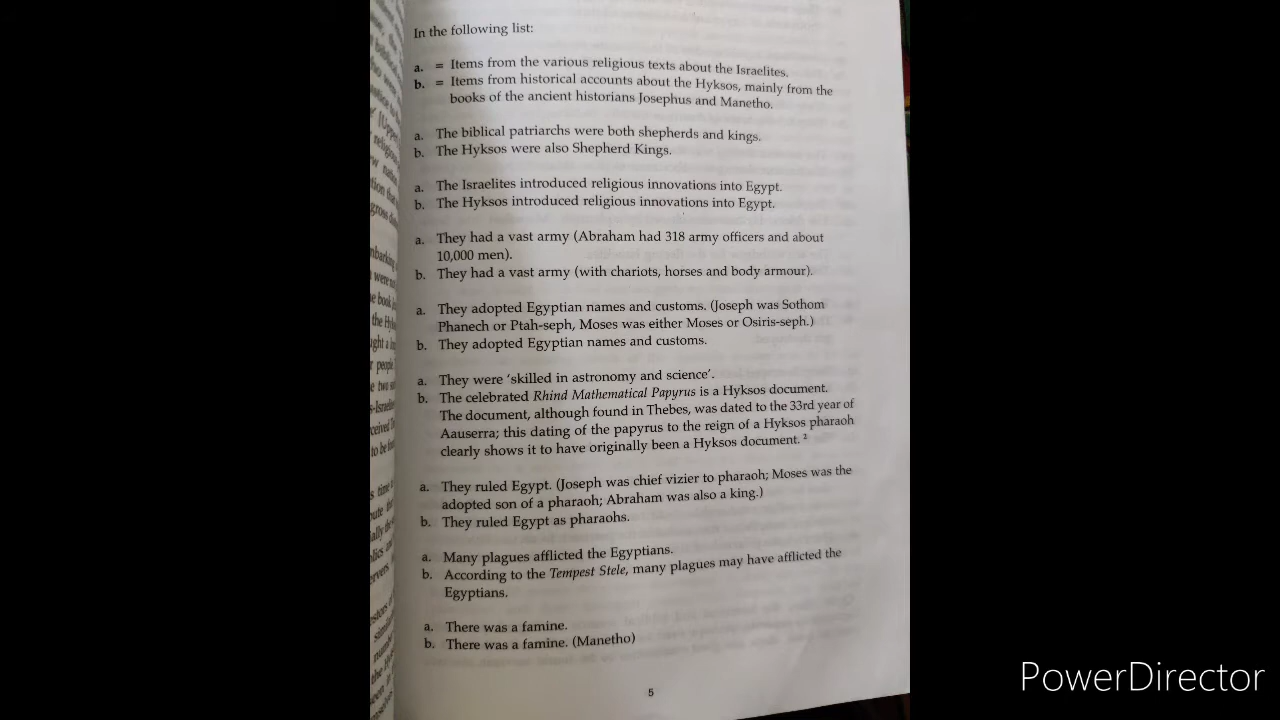 In the following list:
a. = Items from the various religious texts about the Israelites.
b. = Items from historical accounts about the Hyksos, mainly from the
books of the ancient historians Josephus and Manetho.
a. The biblical patriarchs were both shepherds and kings.
b. The Hyksos were also Shepherd Kings.
a. The Israelites introduced religious innovations into Egypt.
b. The Hyksos introduced religious innovations into Egypt.
a. They had a vast army (Abraham had 318 army officers and about
10,000 men).
b. They had a vast army (with chariots, horses and body armour).
a. They adopted Egyptian names and customs. (Joseph was Sothom
Phanech or Ptah-seph, Moses was either Moses or Osiris-seph.)
b. They adopted Egyptian names and customs.
a. They were ‘skilled in astronomy and science’.
b. The celebrated Rhind Mathematical Papyrus is a Hyksos document.
The document, although found in Thebes, was dated to the 33rd year of
Aauserra; this dating of the papyrus to the reign of a Hyksos pharaoh
clearly shows it to have originally been a Hyksos document. ²
a. They ruled Egypt. (Joseph was chief vizier to pharaoh; Moses was the
adopted son of a pharaoh; Abraham was also a king.)
b. They ruled Egypt as pharaohs.
a. Many plagues afflicted the Egyptians.
b. According to the Tempest Stele, many plagues may have afflicted the
Egyptians.
a. There was a famine.
b. There was a famine. (Manetho)
5
PowerDirector